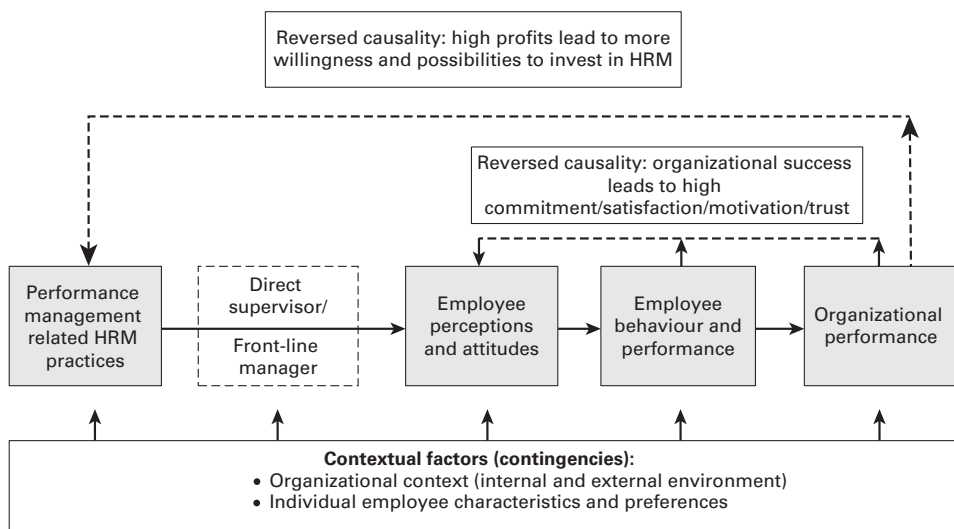 Reversed causality: high profits lead to more
willingness and possibilities to invest in HRM
Reversed causality: organizational success
leads to high
commitment/satisfaction/motivation/trust
Performance
management
related HRM
practices
Direct
supervisor/
Front-line
manager
Employee
perceptions
and attitudes
Employee
behaviour and
performance
Organizational
performance
Contextual factors (contingencies):
• Organizational context (internal and external environment)
• Individual employee characteristics and preferences